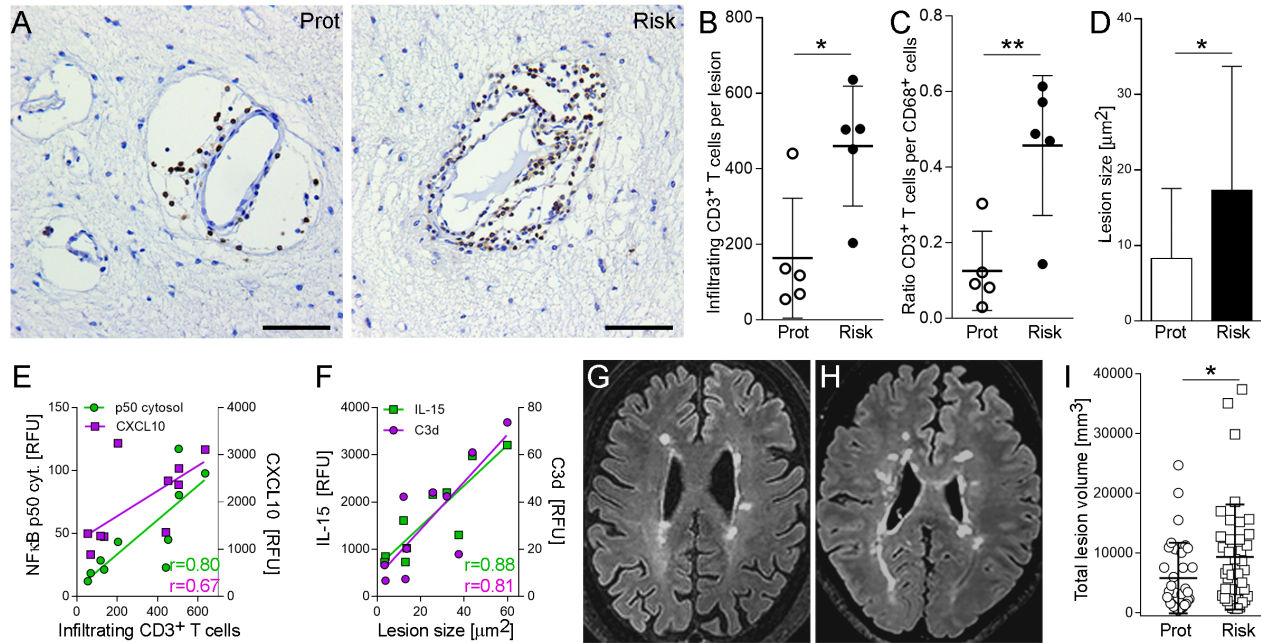 A
Prot
Risk
B
Infiltrating CD3+ T cells per lesion
800
600
400
200
0
*
Prot
Risk
C
Ratio CD3+ T cells per CD68+ cells
0.8
0.6
0.4
0.2
0.0
**
Prot
Risk
D
Lesion size [μm2]
40
30
20
10
0
*
Prot
Risk
E
p50 cytosol
CXCL10
NFκB p50 cyt. [RFU]
150
100
50
0
4000
3000
2000
1000
0
CXCL10 [RFU]
r=0.80
r=0.67
0 200 400 600
Infiltrating CD3+ T cells
F
IL-15
C3d
IL-15 [RFU]
4000
3000
2000
1000
0
80
60
40
20
0
C3d [RFU]
r=0.88
r=0.81
0 20 40 60
Lesion size [μm2]
G
H
I
Total lesion volume [mm3]
40000
30000
20000
10000
0
*
Prot
Risk